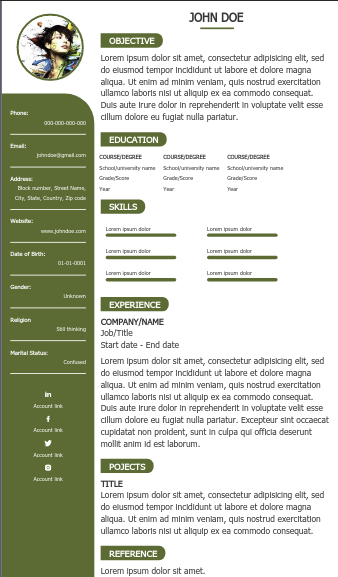 JOHN DOE
OBJECTIVE
Lorem ipsum dolor sit amet, consectetur adipisicing elit, sed
do eiusmod tempor incididunt ut labore et dolore magna
aliqua. Ut enim ad minim veniam, quis nostrud exercitation
ullamco laboris nisi ut aliquip ex ea commodo consequat.
Duis aute irure dolor in reprehenderit in voluptate velit esse
cillum dolore eu fugiat nulla pariatur.
EDUCATION
COURSE/DEGREE COURSE/DEGREE COURSE/DEGREE
School/university name School/university name School/university name
Grade/Score Grade/Score Grade/Score
Year Year Year
SKILLS
Lorem ipsum dolor Lorem ipsum dolor
Lorem ipsum dolor Lorem ipsum dolor
Lorem ipsum dolor Lorem ipsum dolor
EXPERIENCE
COMPANY/NAME
Job/Title
Start date - End date
Lorem ipsum dolor sit amet, consectetur adipisicing elit, sed
do eiusmod tempor incididunt ut labore et dolore magna
aliqua. Ut enim ad minim veniam, quis nostrud exercitation
ullamco laboris nisi ut aliquip ex ea commodo consequat.
Duis aute irure dolor in reprehenderit in voluptate velit esse
cillum dolore eu fugiat nulla pariatur. Excepteur sint occaecat
cupidatat non proident, sunt in culpa qui officia deserunt
mollit anim id est laborum.
POJECTS
TITLE
Lorem ipsum dolor sit amet, consectetur adipisicing elit, sed
do eiusmod tempor incididunt ut labore et dolore magna
aliqua. Ut enim ad minim veniam, quis nostrud exercitation
ullamco laboris nisi ut aliquip ex ea commodo consequat.
REFERENCE
Lorem ipsum dolor sit amet.
Phone:
000-000-000-000
Email:
johndoe@gmail.com
Address:
Block number, Street Name,
City, State, Country, Zip code
Website:
www.johndoe.com
Date of Birth:
01-01-0001
Gender:
Unknown
Religion
Still thinking
Marital Status:
Confused
in
Account link
f
Account link
Account link
Account link